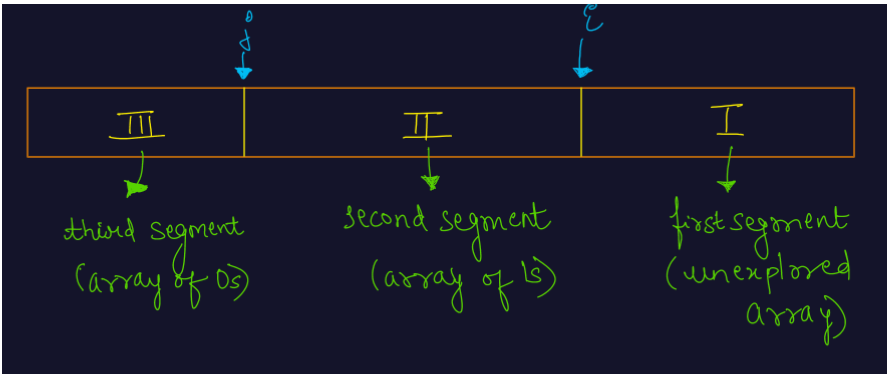 j i
III II I
third segment second segment first segment
(array of 0s) (array of 1s) (unexplored
array)